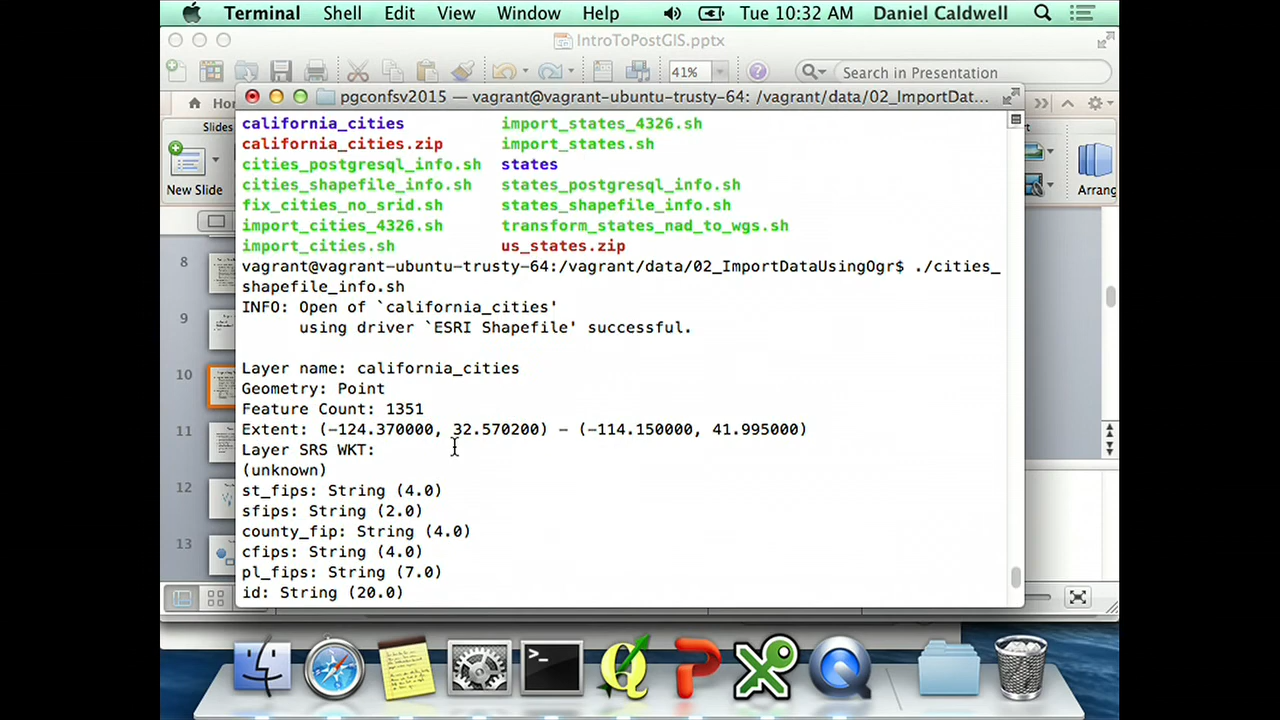 Terminal Shell Edit View Window Help Tue 10:32 AM Daniel Caldwell
IntroToPostGIS.pptx
41% Search in Presentation
pgconfsv2015 — vagrant@vagrant-ubuntu-trusty-64: /vagrant/data/02_ImportDat...
Slides
New Slide
Arrang
8
9
10
11
12
13
california_cities import_states_4326.sh
california_cities.zip import_states.sh
cities_postgresql_info.sh states
cities_shapefile_info.sh states_postgresql_info.sh
fix_cities_no_srid.sh states_shapefile_info.sh
import_cities_4326.sh transform_states_nad_to_wgs.sh
import_cities.sh us_states.zip
vagrant@vagrant-ubuntu-trusty-64:/vagrant/data/02_ImportDataUsingOgr$ ./cities_
shapefile_info.sh
INFO: Open of `california_cities'
using driver `ESRI Shapefile' successful.
Layer name: california_cities
Geometry: Point
Feature Count: 1351
Extent: (-124.370000, 32.570200) - (-114.150000, 41.995000)
Layer SRS WKT:
(unknown)
st_fips: String (4.0)
sfips: String (2.0)
county_fip: String (4.0)
cfips: String (4.0)
pl_fips: String (7.0)
id: String (20.0)